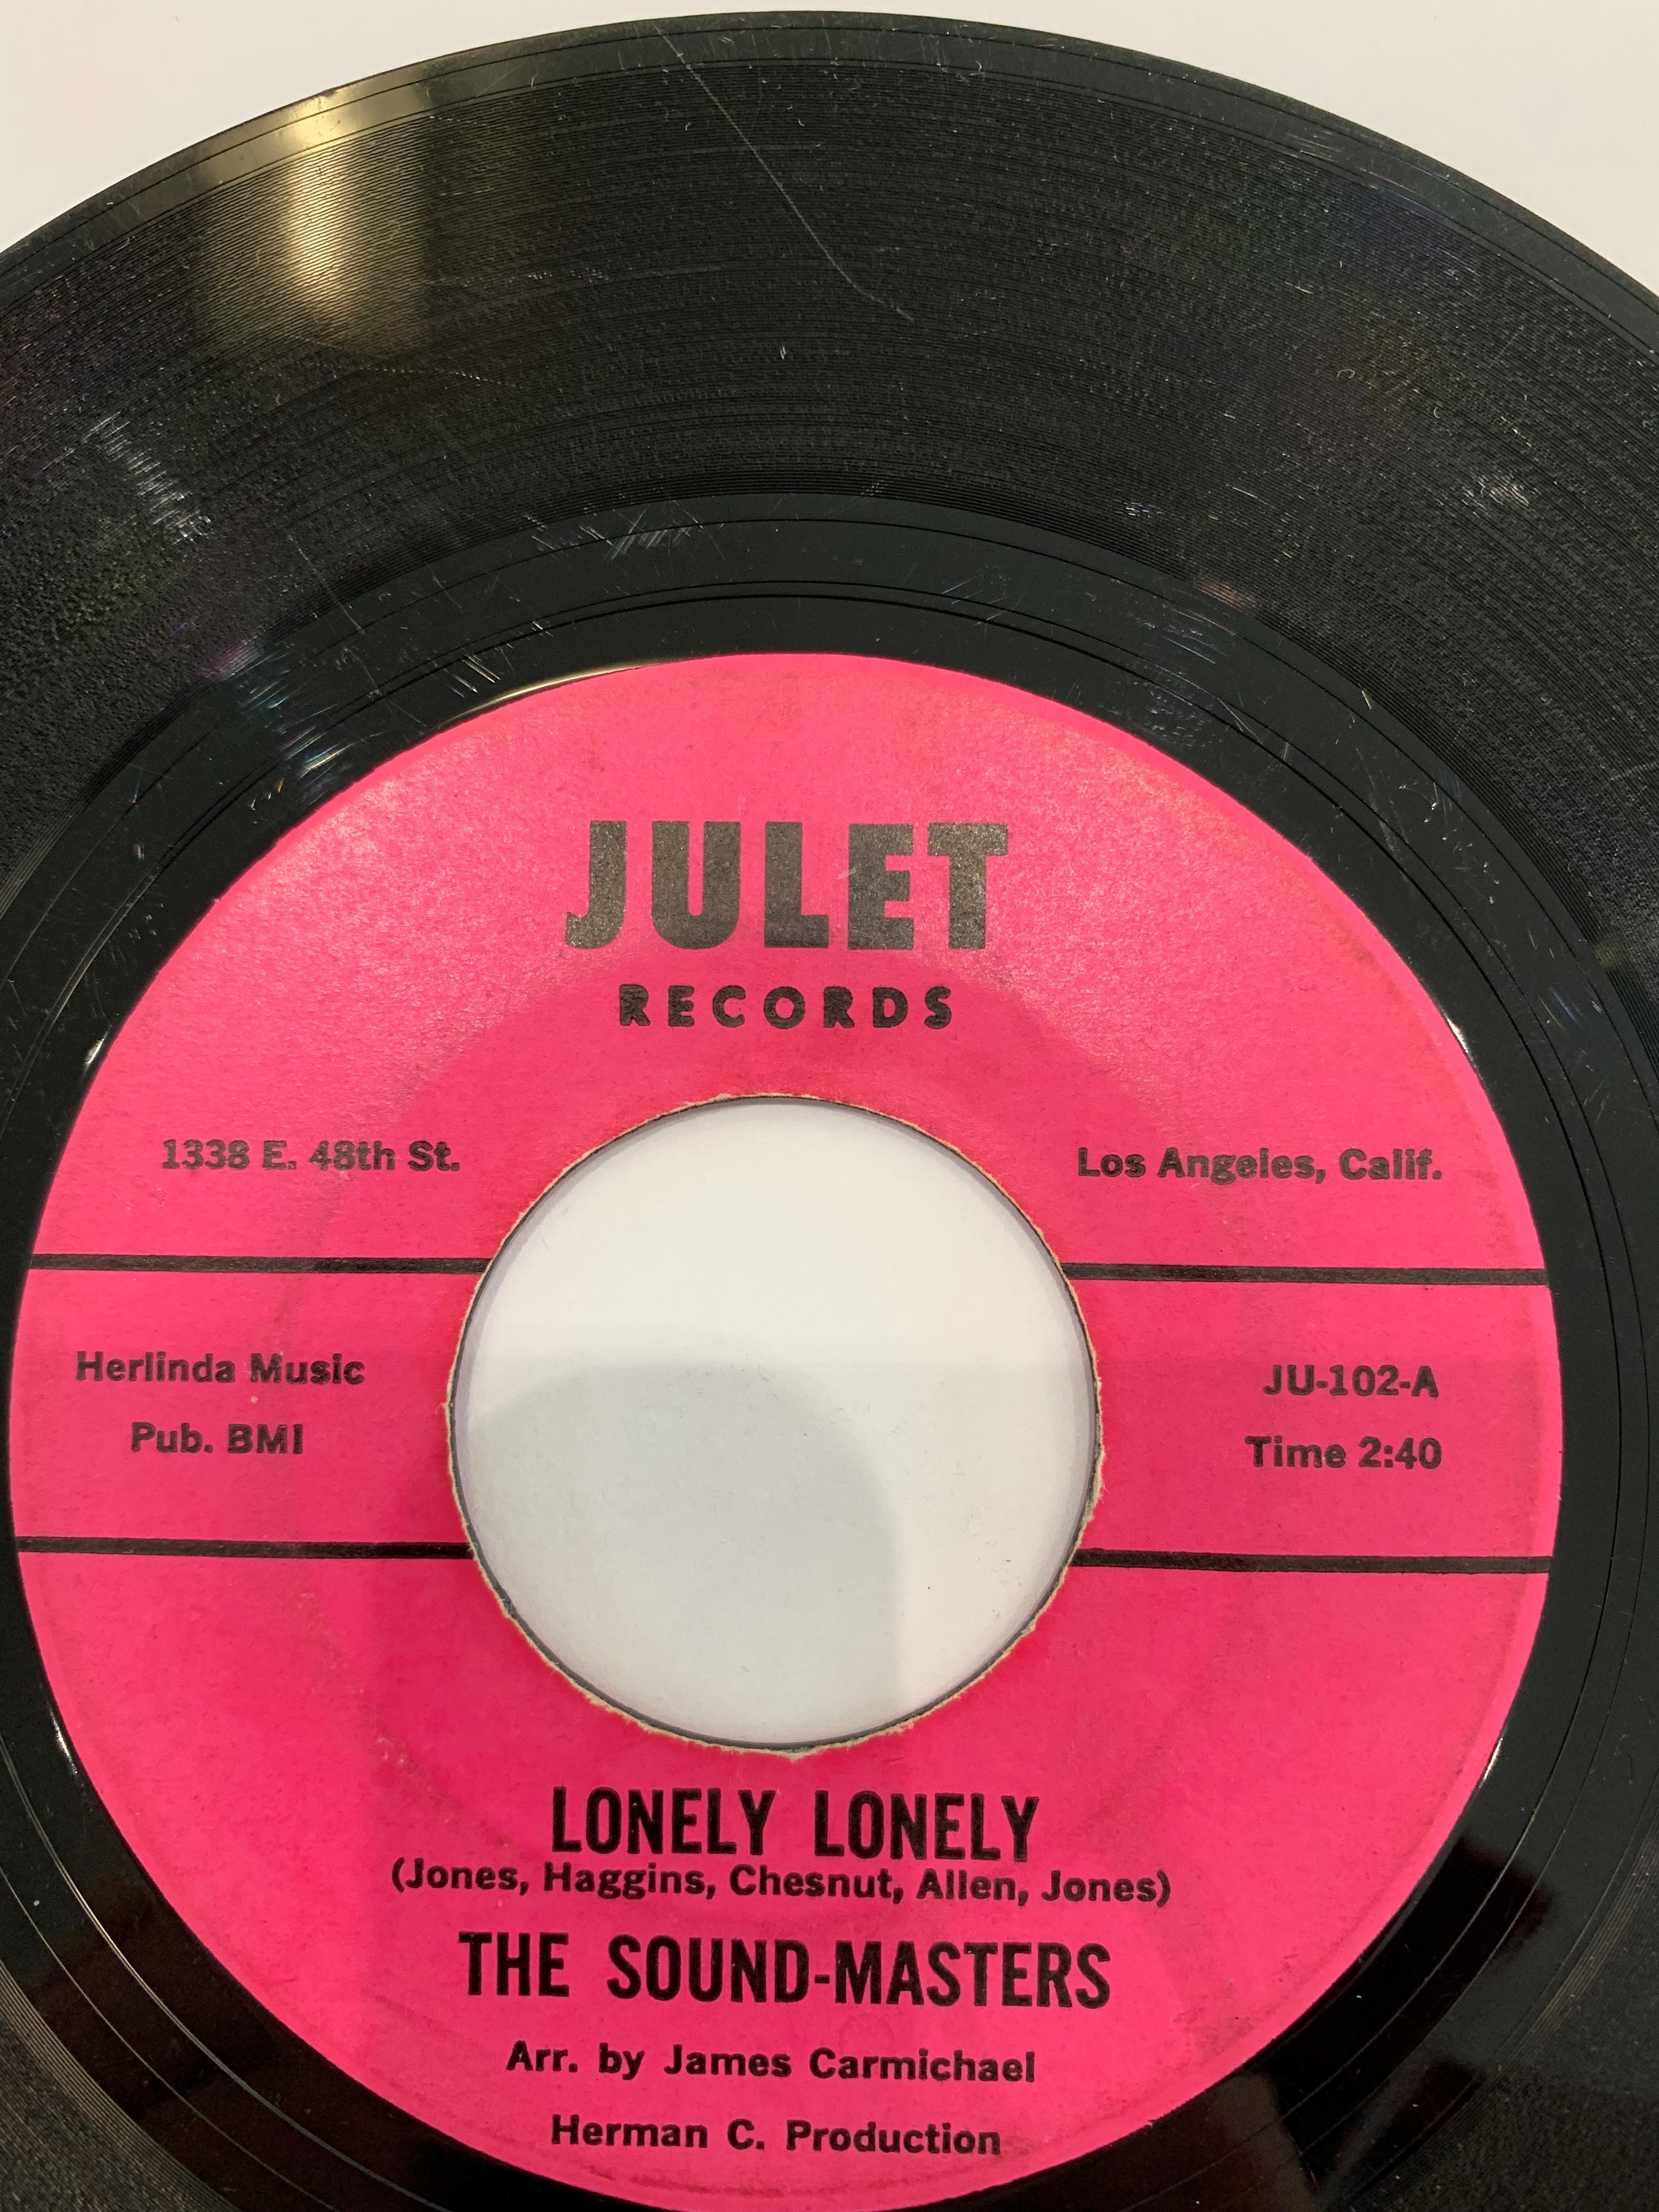 JULET
RECORDS
1338 E. 48th St.
Los Angeles, Calif.
Herlinda Music
Pub. BMI
JU-102-A
Time 2:40
LONELY LONELY
(Jones, Haggins, Chesnut, Allen, Jones)
THE SOUND-MASTERS
Arr. by James Carmichael
Herman C. Production